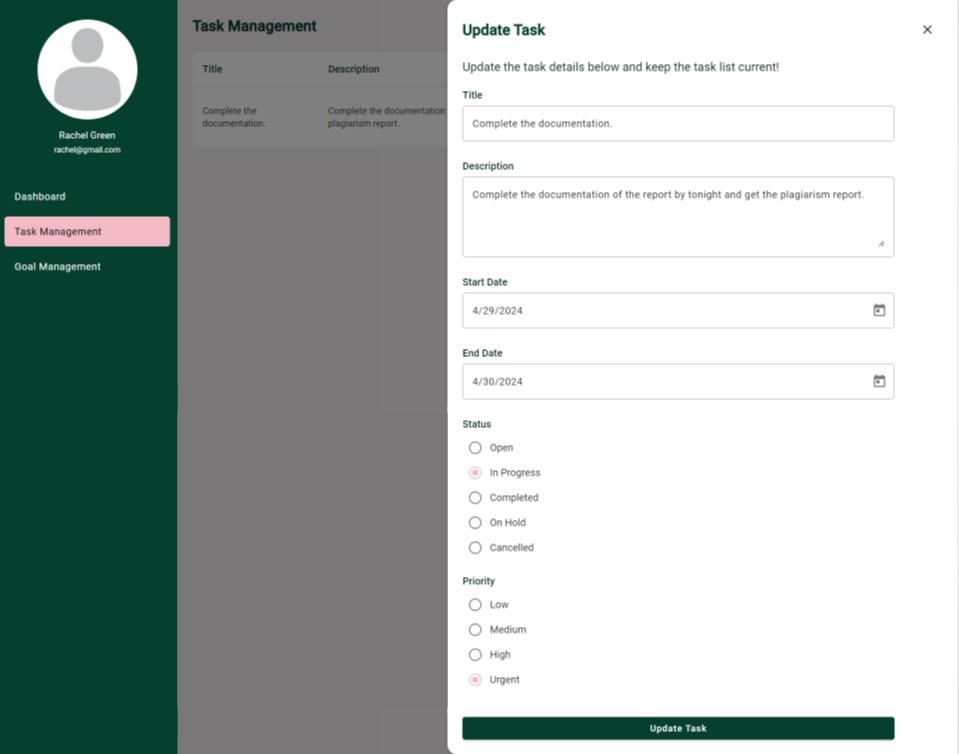 Rachel Green
rachel@gmail.com
Dashboard
Task Management
Goal Management
Task Management
Title Description
Complete the Complete the documentation
documentation. plagiarism report.
Update Task
Update the task details below and keep the task list current!
Title
Complete the documentation.
Description
Complete the documentation of the report by tonight and get the plagiarism report.
Start Date
4/29/2024
End Date
4/30/2024
Status
Open
In Progress
Completed
On Hold
Cancelled
Priority
Low
Medium
High
Urgent
Update Task